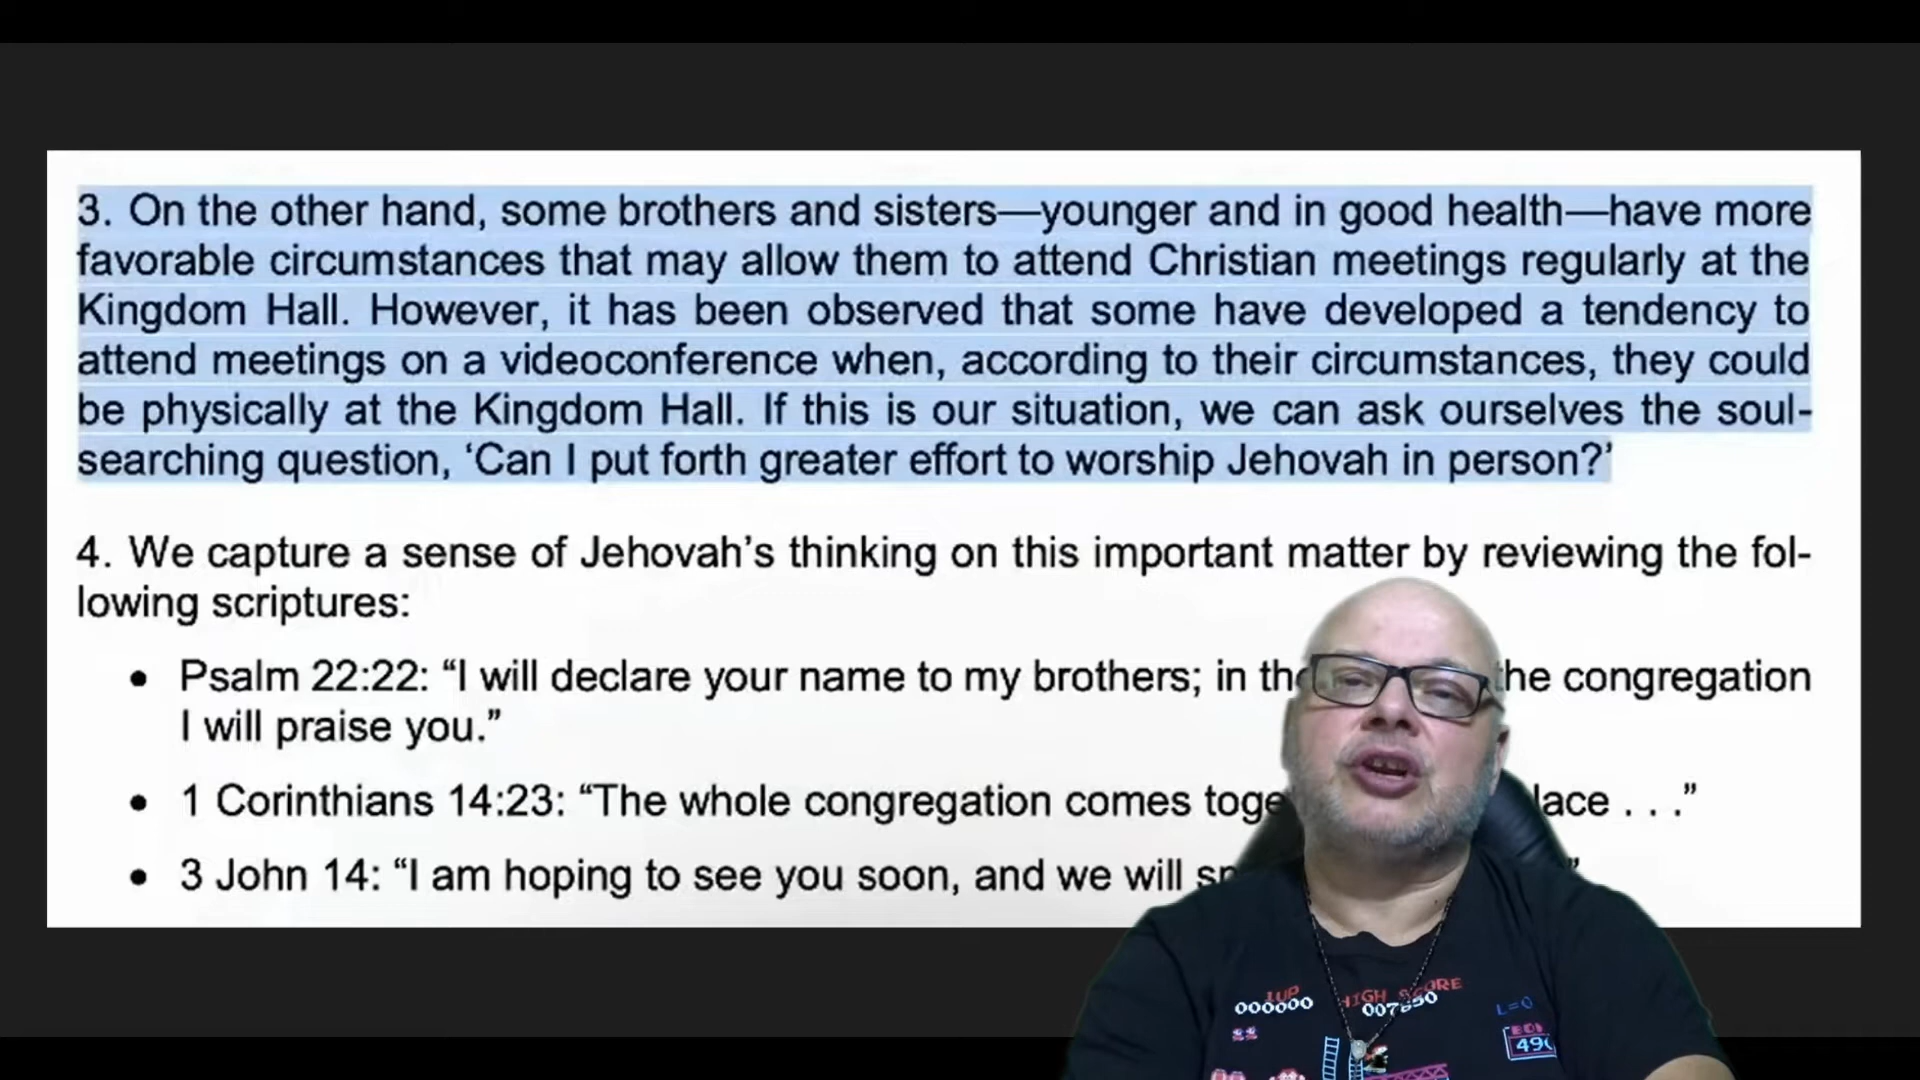 3. On the other hand, some brothers and sisters—younger and in good health—have more
favorable circumstances that may allow them to attend Christian meetings regularly at the
Kingdom Hall. However, it has been observed that some have developed a tendency to
attend meetings on a videoconference when, according to their circumstances, they could
be physically at the Kingdom Hall. If this is our situation, we can ask ourselves the soul-
searching question, ‘Can I put forth greater effort to worship Jehovah in person?’
4. We capture a sense of Jehovah’s thinking on this important matter by reviewing the fol-
lowing scriptures:
• Psalm 22:22: “I will declare your name to my brothers; in the congregation
I will praise you.”
• 1 Corinthians 14:23: “The whole congregation comes . . .”
• 3 John 14: “I am hoping to see you soon, and we will
1UP HIGH SCORE
000000 007650 L=0